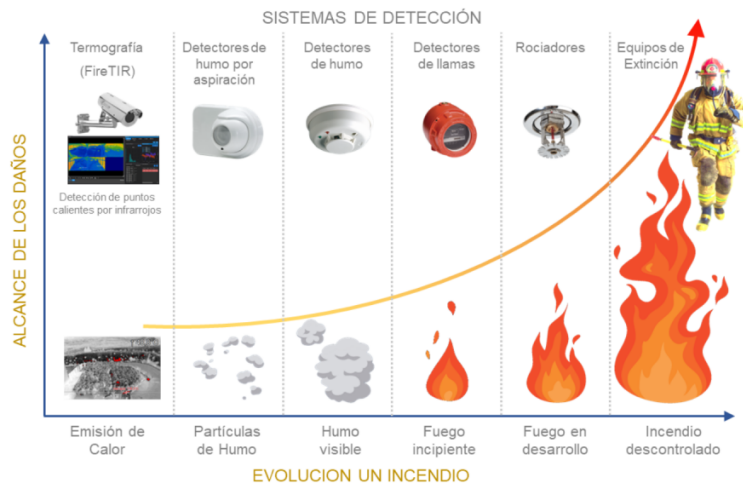 SISTEMAS DE DETECCIÓN
Termografía
(FireTIR)
Detectores de
humo por
aspiración
Detectores
de humo
Detectores
de llamas
Rociadores
Equipos de
Extinción
Detección de puntos
calientes por infrarrojos
ALCANCE DE LOS DAÑOS
Emisión de
Calor
Partículas
de Humo
Humo
visible
Fuego
incipiente
Fuego en
desarrollo
Incendio
descontrolado
EVOLUCION UN INCENDIO